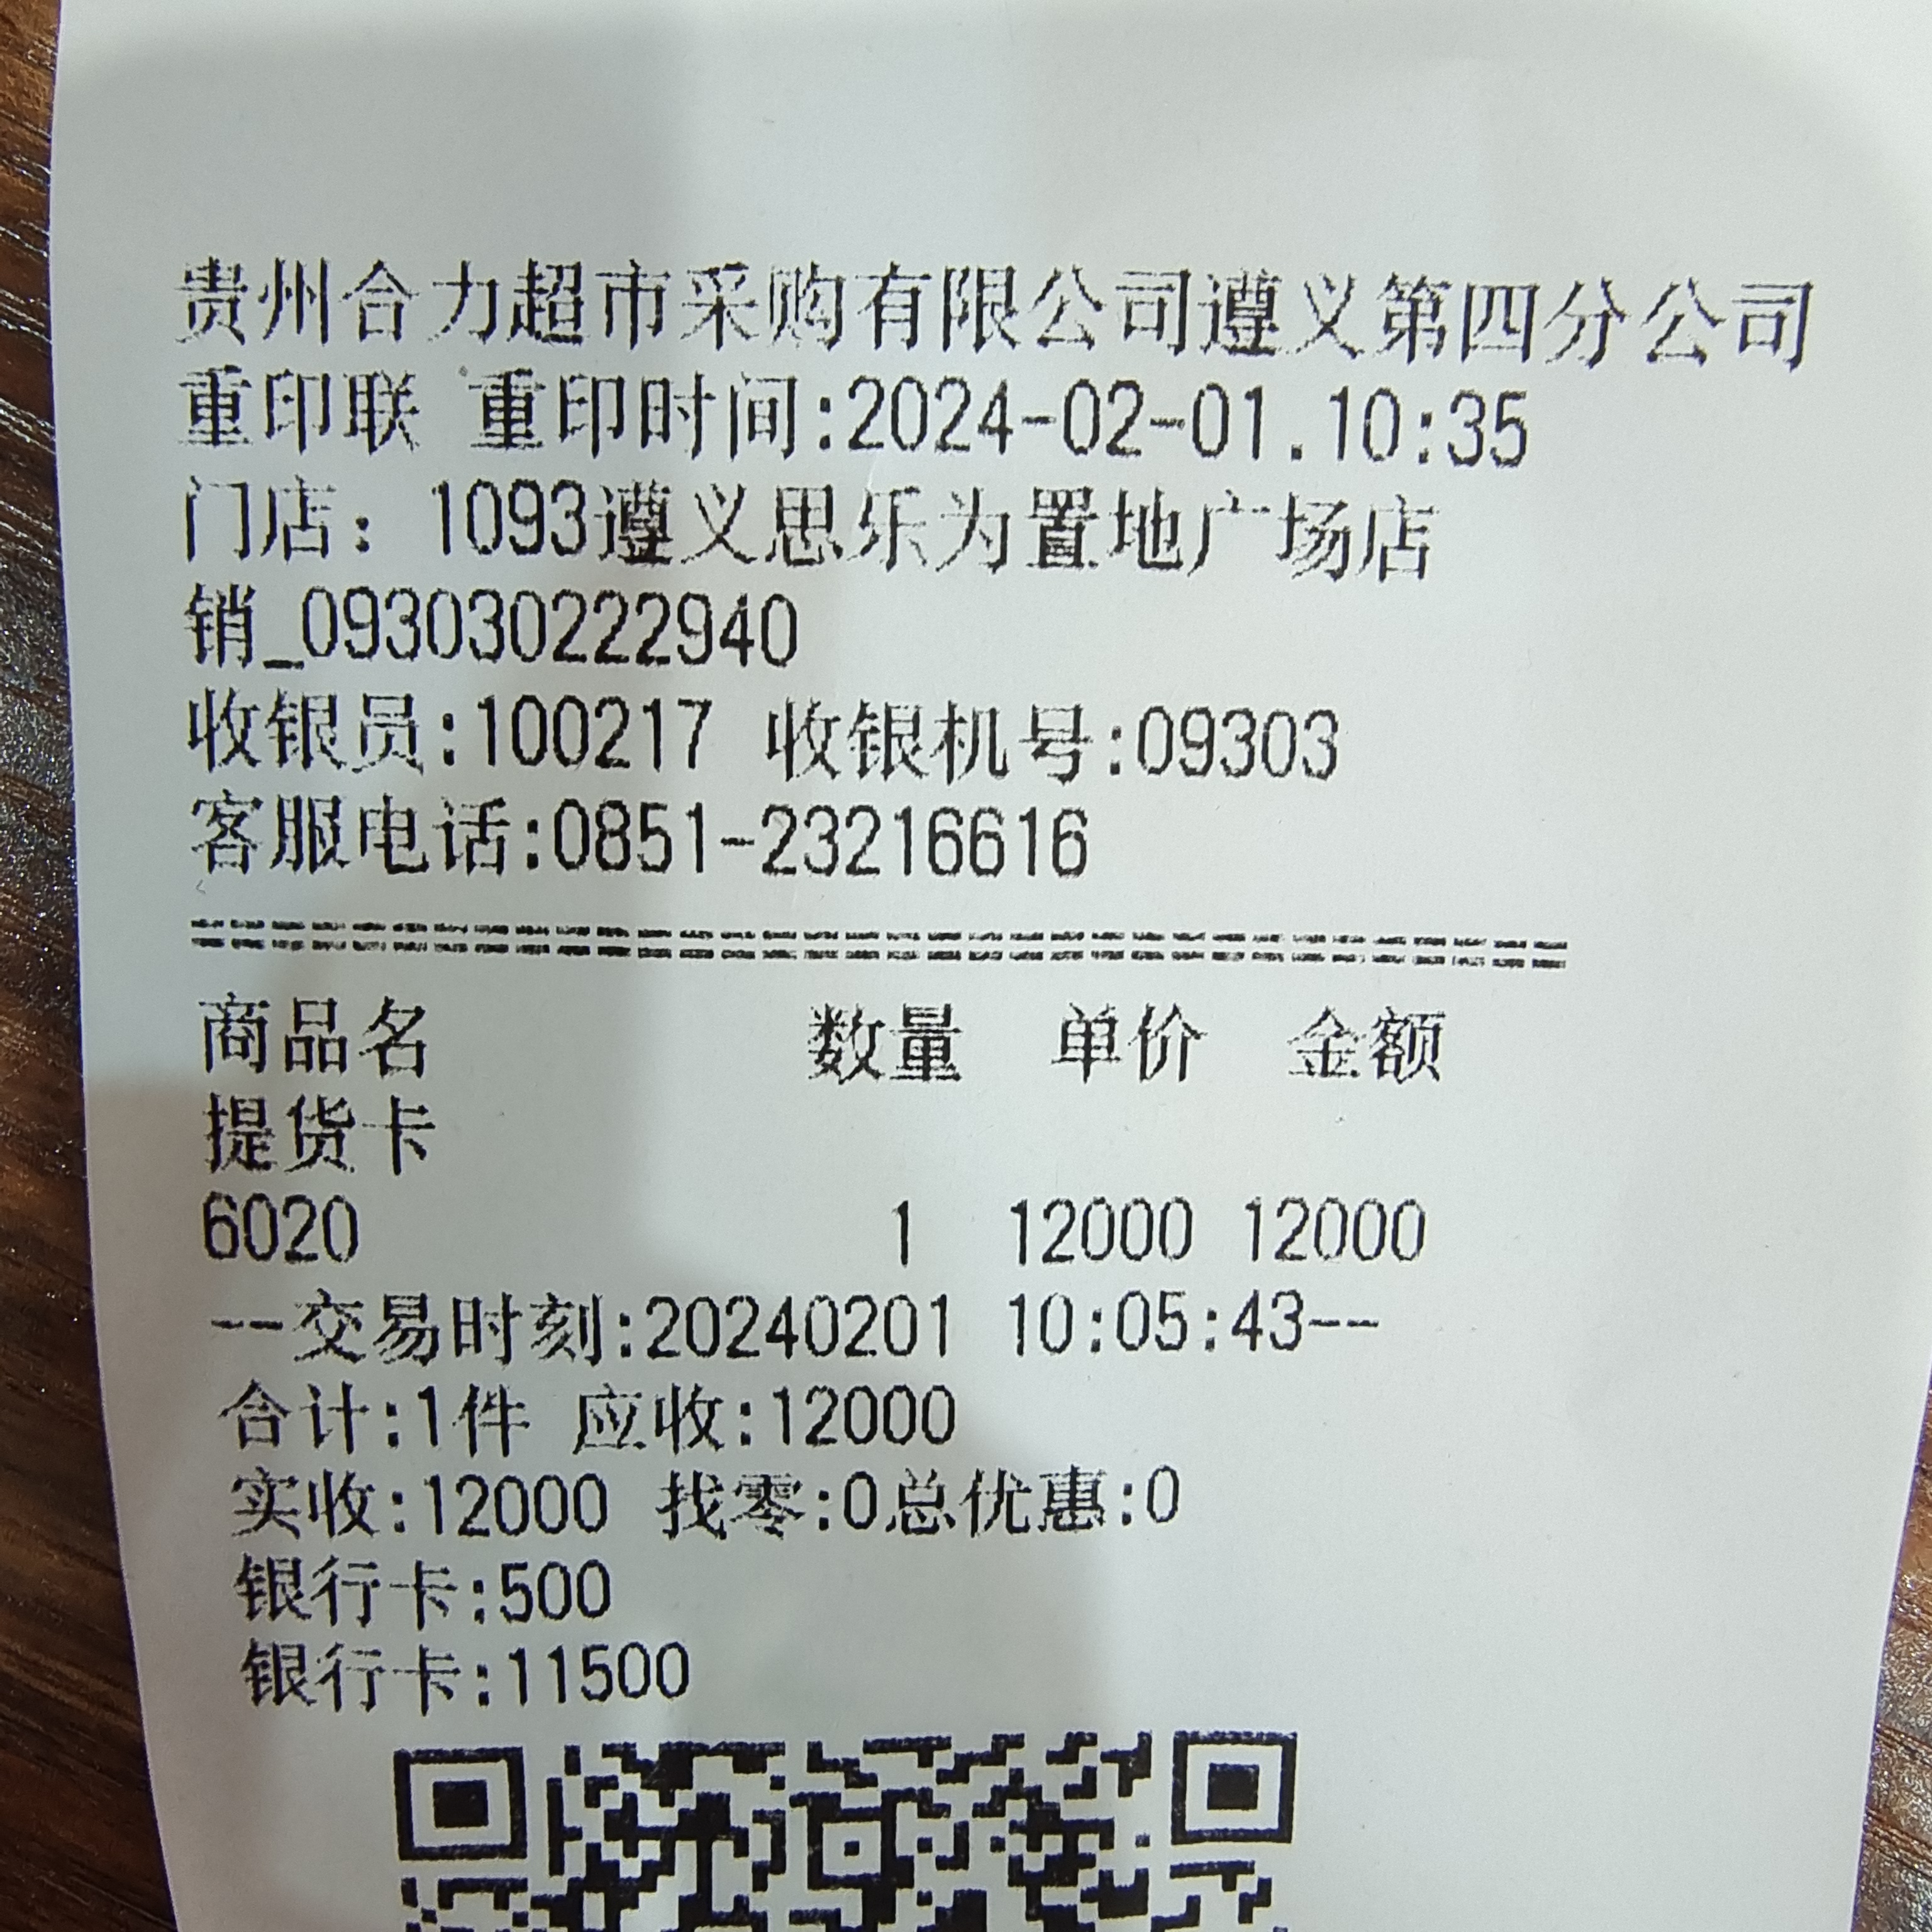 贵州合力超市采购有限公司遵义第四分公司
重印联 重印时间:2024-02-01.10:35
门店：1093遵义思乐为置地广场店
销_093030222940
收银员:100217 收银机号:09303
客服电话:0851-23216616
==================================
商品名 数量 单价 金额
提货卡
6020 1 12000 12000
--交易时刻:20240201 10:05:43--
合计:1件 应收:12000
实收:12000 找零:0总优惠:0
银行卡:500
银行卡:11500